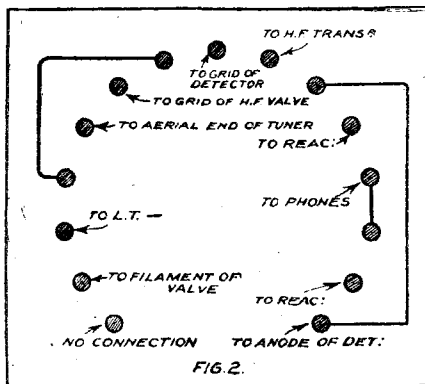 TO H.F TRANSR
TO GRID OF
DETECTOR
TO GRID OF H.F VALVE
TO AERIAL END OF TUNER
TO REAC:
TO PHONES
TO L.T. —
TO FILAMENT OF
VALVE
TO REAC:
NO CONNECTION
TO ANODE OF DET:
FIG.2.